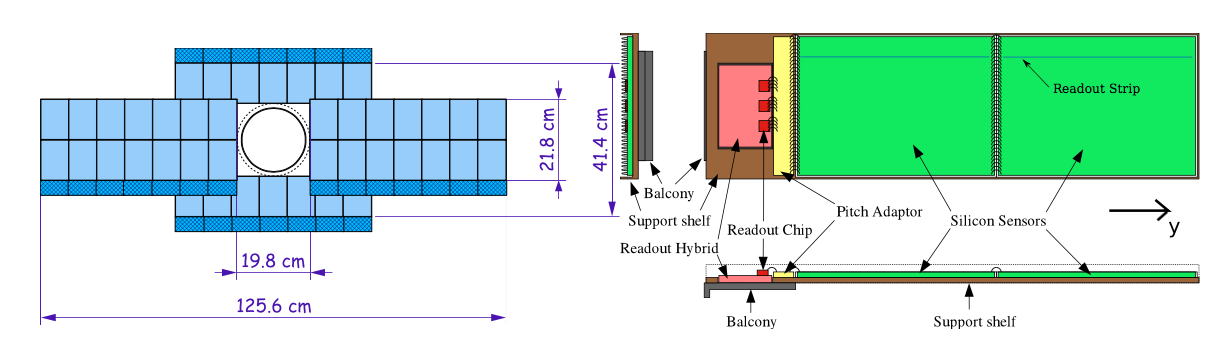 21.8 cm
41.4 cm
19.8 cm
125.6 cm
Readout Strip
Balcony
Support shelf
Readout Hybrid
Readout Chip
Pitch Adaptor
Silicon Sensors
y
Balcony
Support shelf